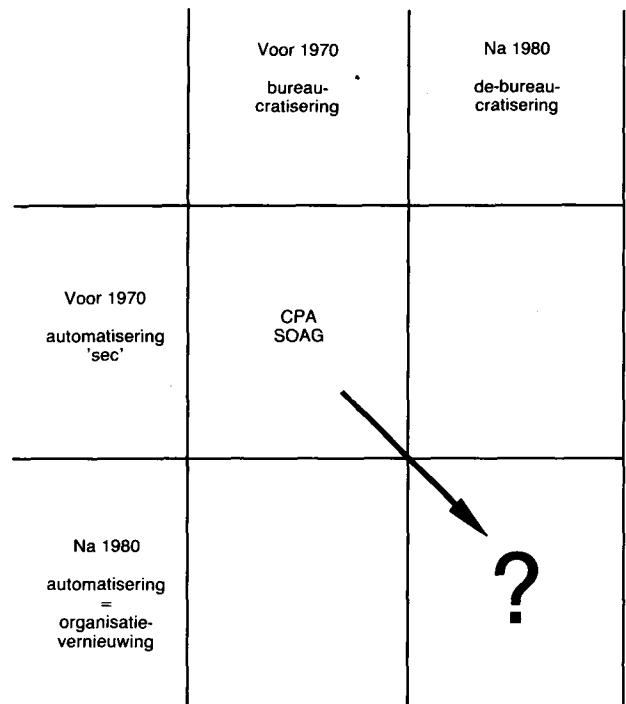 Voor 1970
bureau-
cratisering
Na 1980
de-bureau-
cratisering
Voor 1970
automatisering
'sec'
CPA
SOAG
Na 1980
automatisering
=
organisatie-
vernieuwing
?